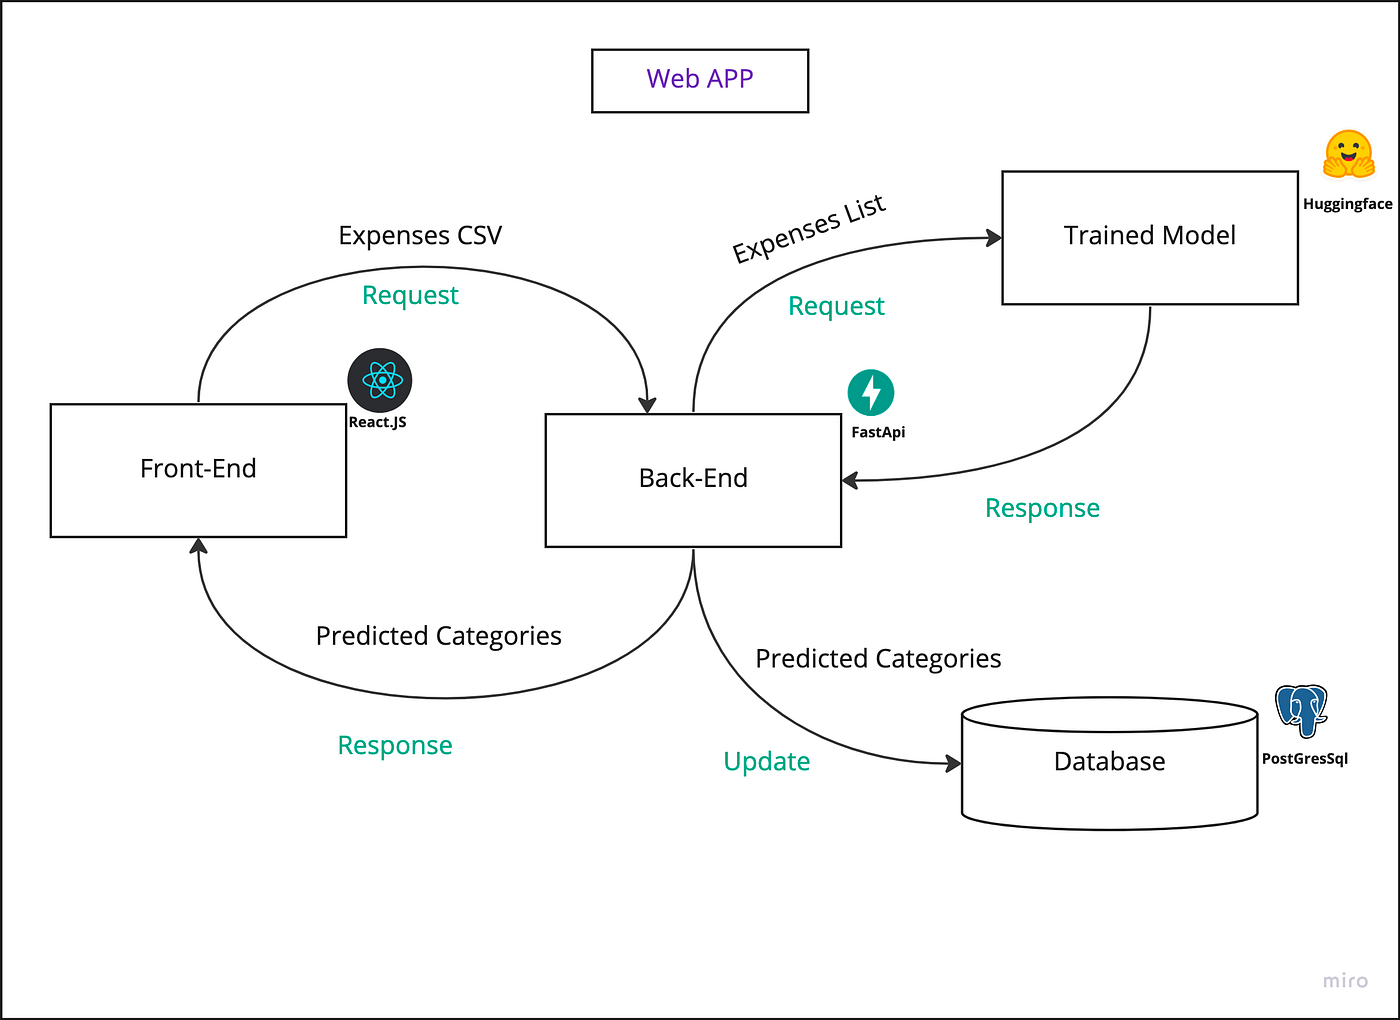 Web APP
Expenses CSV
Request
Expenses List
Request
Trained Model
Huggingface
React.JS
Front-End
FastApi
Back-End
Response
Predicted Categories
Response
Predicted Categories
Update
Database
PostGresSql
miro